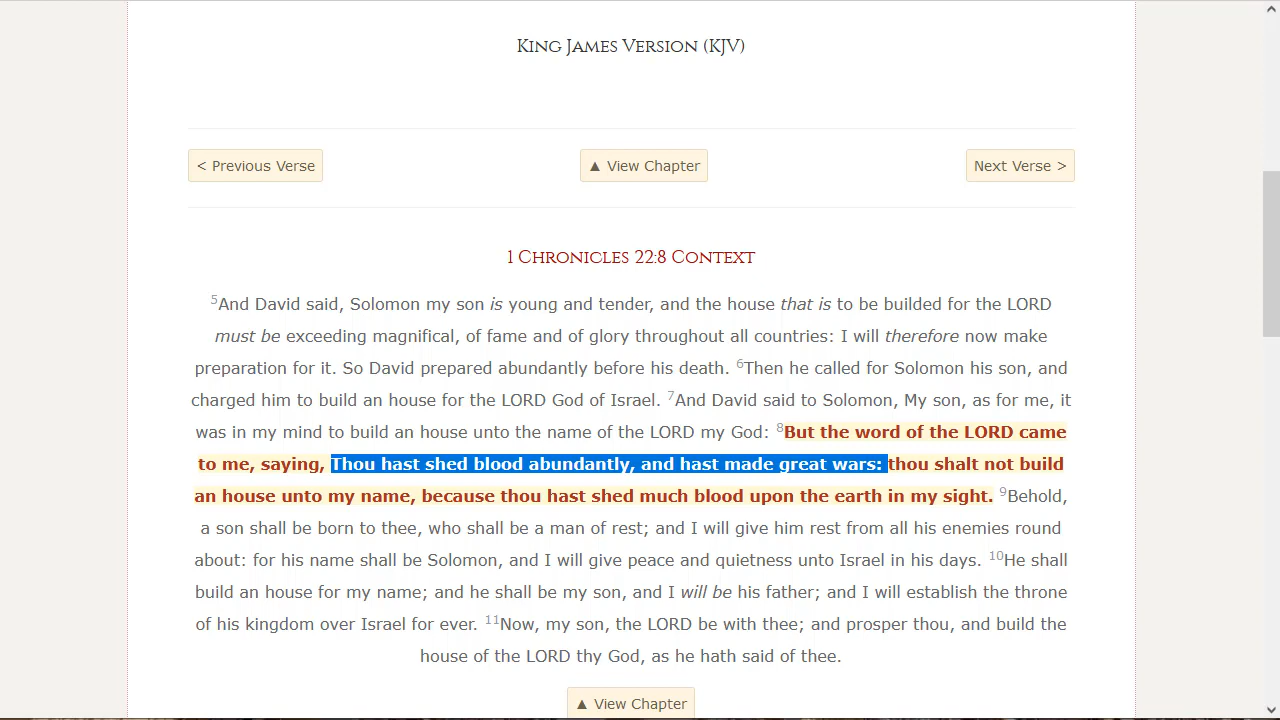 King James Version (KJV)
< Previous Verse
▲ View Chapter
Next Verse >
1 Chronicles 22:8 Context
5And David said, Solomon my son is young and tender, and the house that is to be builded for the LORD
must be exceeding magnifical, of fame and of glory throughout all countries: I will therefore now make
preparation for it. So David prepared abundantly before his death. 6Then he called for Solomon his son, and
charged him to build an house for the LORD God of Israel. 7And David said to Solomon, My son, as for me, it
was in my mind to build an house unto the name of the LORD my God: 8But the word of the LORD came
to me, saying, Thou hast shed blood abundantly, and hast made great wars: thou shalt not build
an house unto my name, because thou hast shed much blood upon the earth in my sight. 9Behold,
a son shall be born to thee, who shall be a man of rest; and I will give him rest from all his enemies round
about: for his name shall be Solomon, and I will give peace and quietness unto Israel in his days. 10He shall
build an house for my name; and he shall be my son, and I will be his father; and I will establish the throne
of his kingdom over Israel for ever. 11Now, my son, the LORD be with thee; and prosper thou, and build the
house of the LORD thy God, as he hath said of thee.
▲ View Chapter